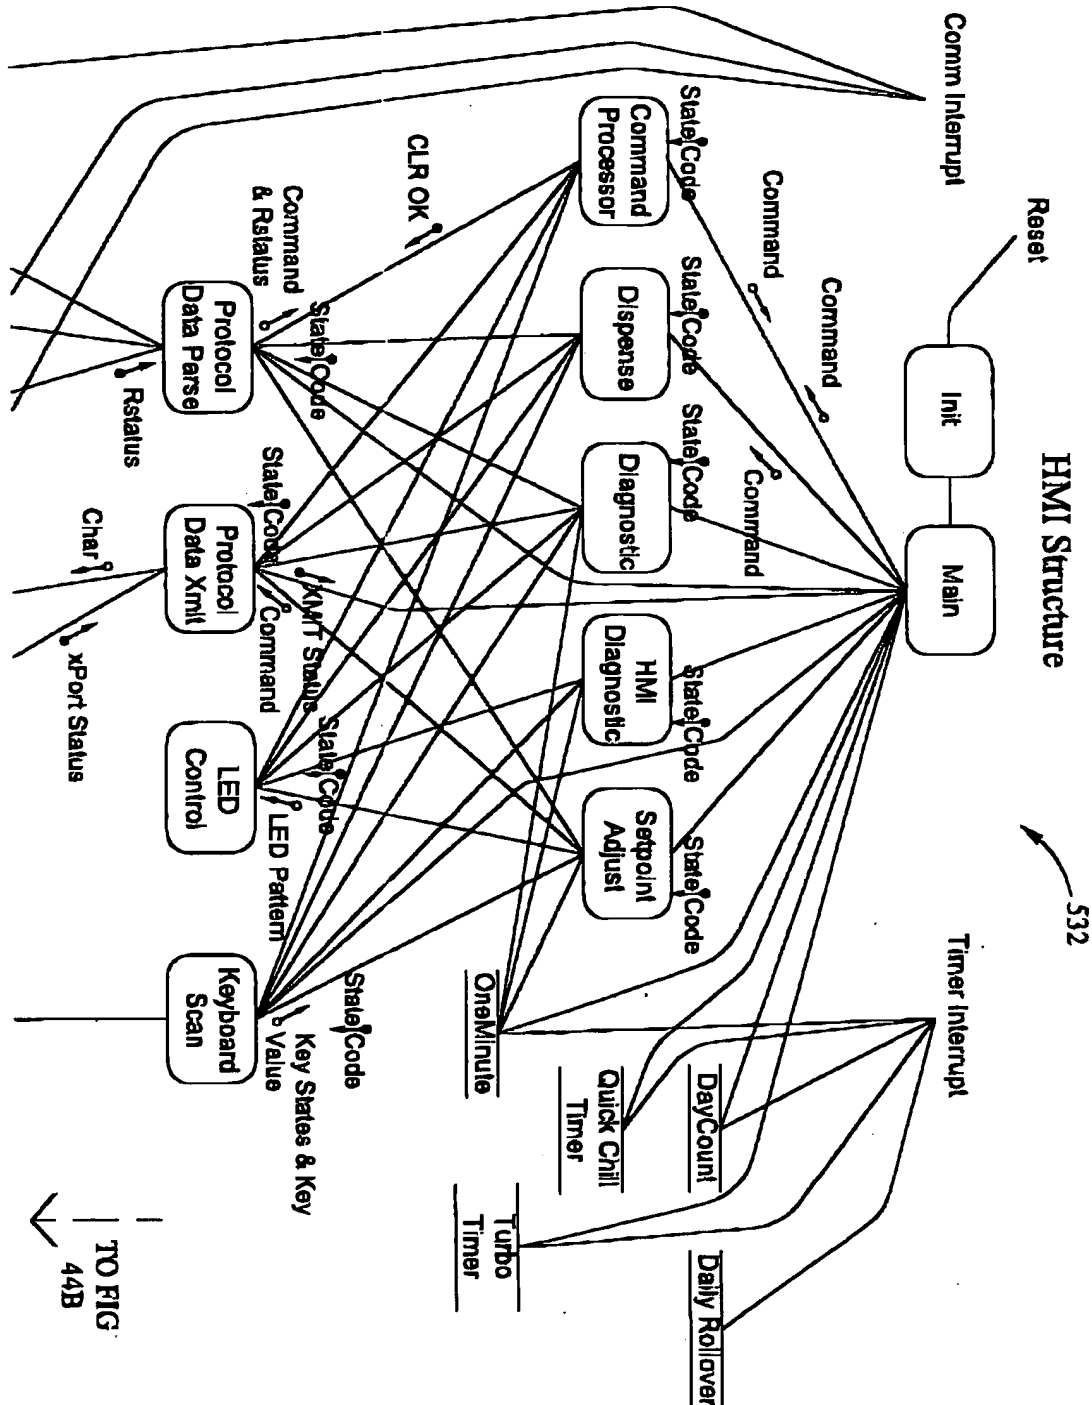 HMI Structure
532
Reset
Init
Main
Comm Interrupt
Timer Interrupt
Command
Command
Command
State Code
State Code
State Code
State Code
State Code
Command
Processor
Dispense
Diagnostic
HMI
Diagnostic
Setpoint
Adjust
DayCount
Daily Rollover
Quick Chill
Timer
OneMinute
Turbo
Timer
CLR OK
Command
& Rstatus
State Code
State Code
XMIT Status
Command
State Code
LED Pattern
State Code
Key States & Key
Value
Protocol
Data Parse
Protocol
Data Xmit
LED
Control
Keyboard
Scan
Rstatus
Char
xPort Status
TO FIG
44B